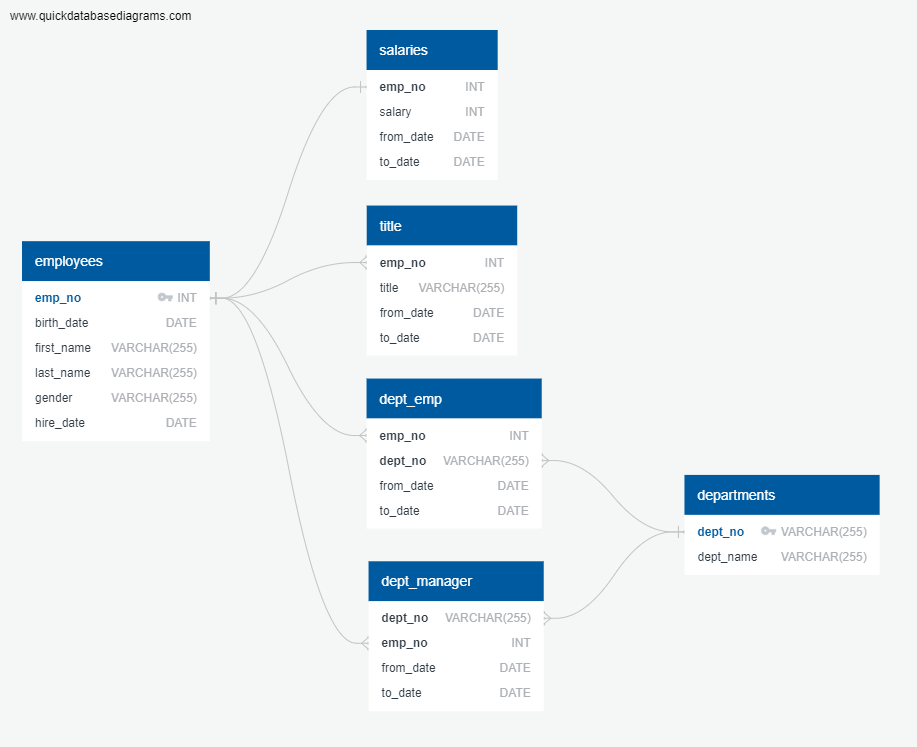 www.quickdatabasediagrams.com
salaries
emp_no INT
salary INT
from_date DATE
to_date DATE
title
emp_no INT
title VARCHAR(255)
from_date DATE
to_date DATE
employees
emp_no INT
birth_date DATE
first_name VARCHAR(255)
last_name VARCHAR(255)
gender VARCHAR(255)
hire_date DATE
dept_emp
emp_no INT
dept_no VARCHAR(255)
from_date DATE
to_date DATE
departments
dept_no VARCHAR(255)
dept_name VARCHAR(255)
dept_manager
dept_no VARCHAR(255)
emp_no INT
from_date DATE
to_date DATE